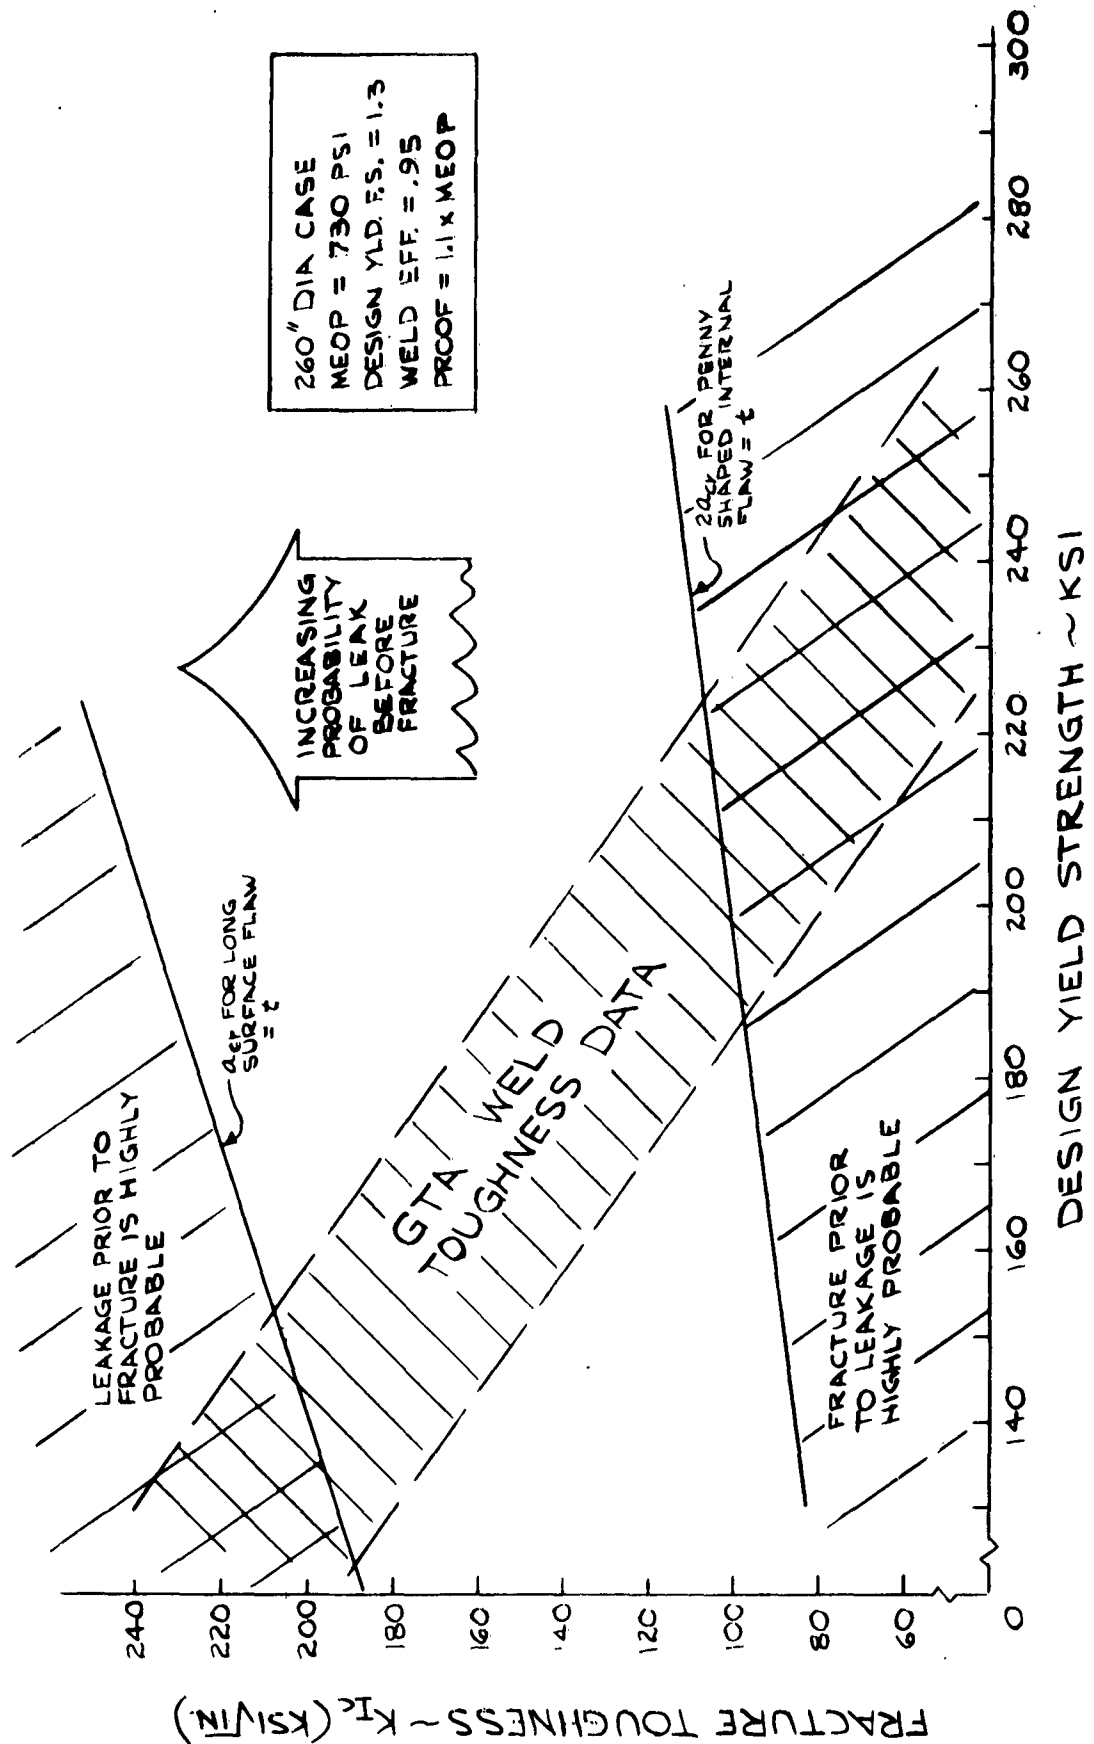 260" DIA CASE
MEOP = 730 PSI
DESIGN YLD. F.S. = 1.3
WELD EFF. = .95
PROOF = 1.1 x MEOP
INCREASING
PROBABILITY
OF LEAK
BEFORE
FRACTURE
LEAKAGE PRIOR TO
FRACTURE IS HIGHLY
PROBABLE
acr FOR LONG
SURFACE FLAW
= t
GTA WELD
TOUGHNESS DATA
2acr FOR PENNY
SHAPED INTERNAL
FLAW = t
FRACTURE PRIOR
TO LEAKAGE IS
HIGHLY PROBABLE
FRACTURE TOUGHNESS ~ KIc (KSI√IN.)
240
220
200
180
160
140
120
100
80
60
0
140
160
180
200
220
240
260
280
300
DESIGN YIELD STRENGTH ~ KSI